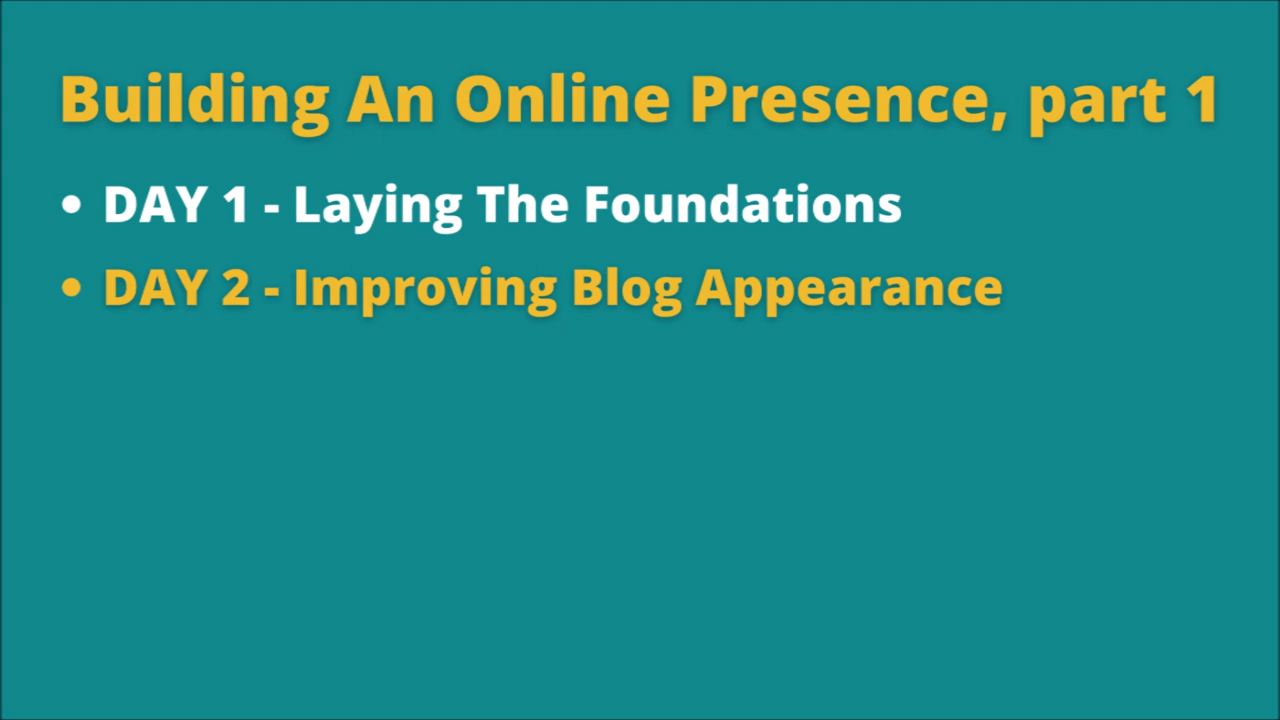 Building An Online Presence, part 1
• DAY 1 - Laying The Foundations
• DAY 2 - Improving Blog Appearance